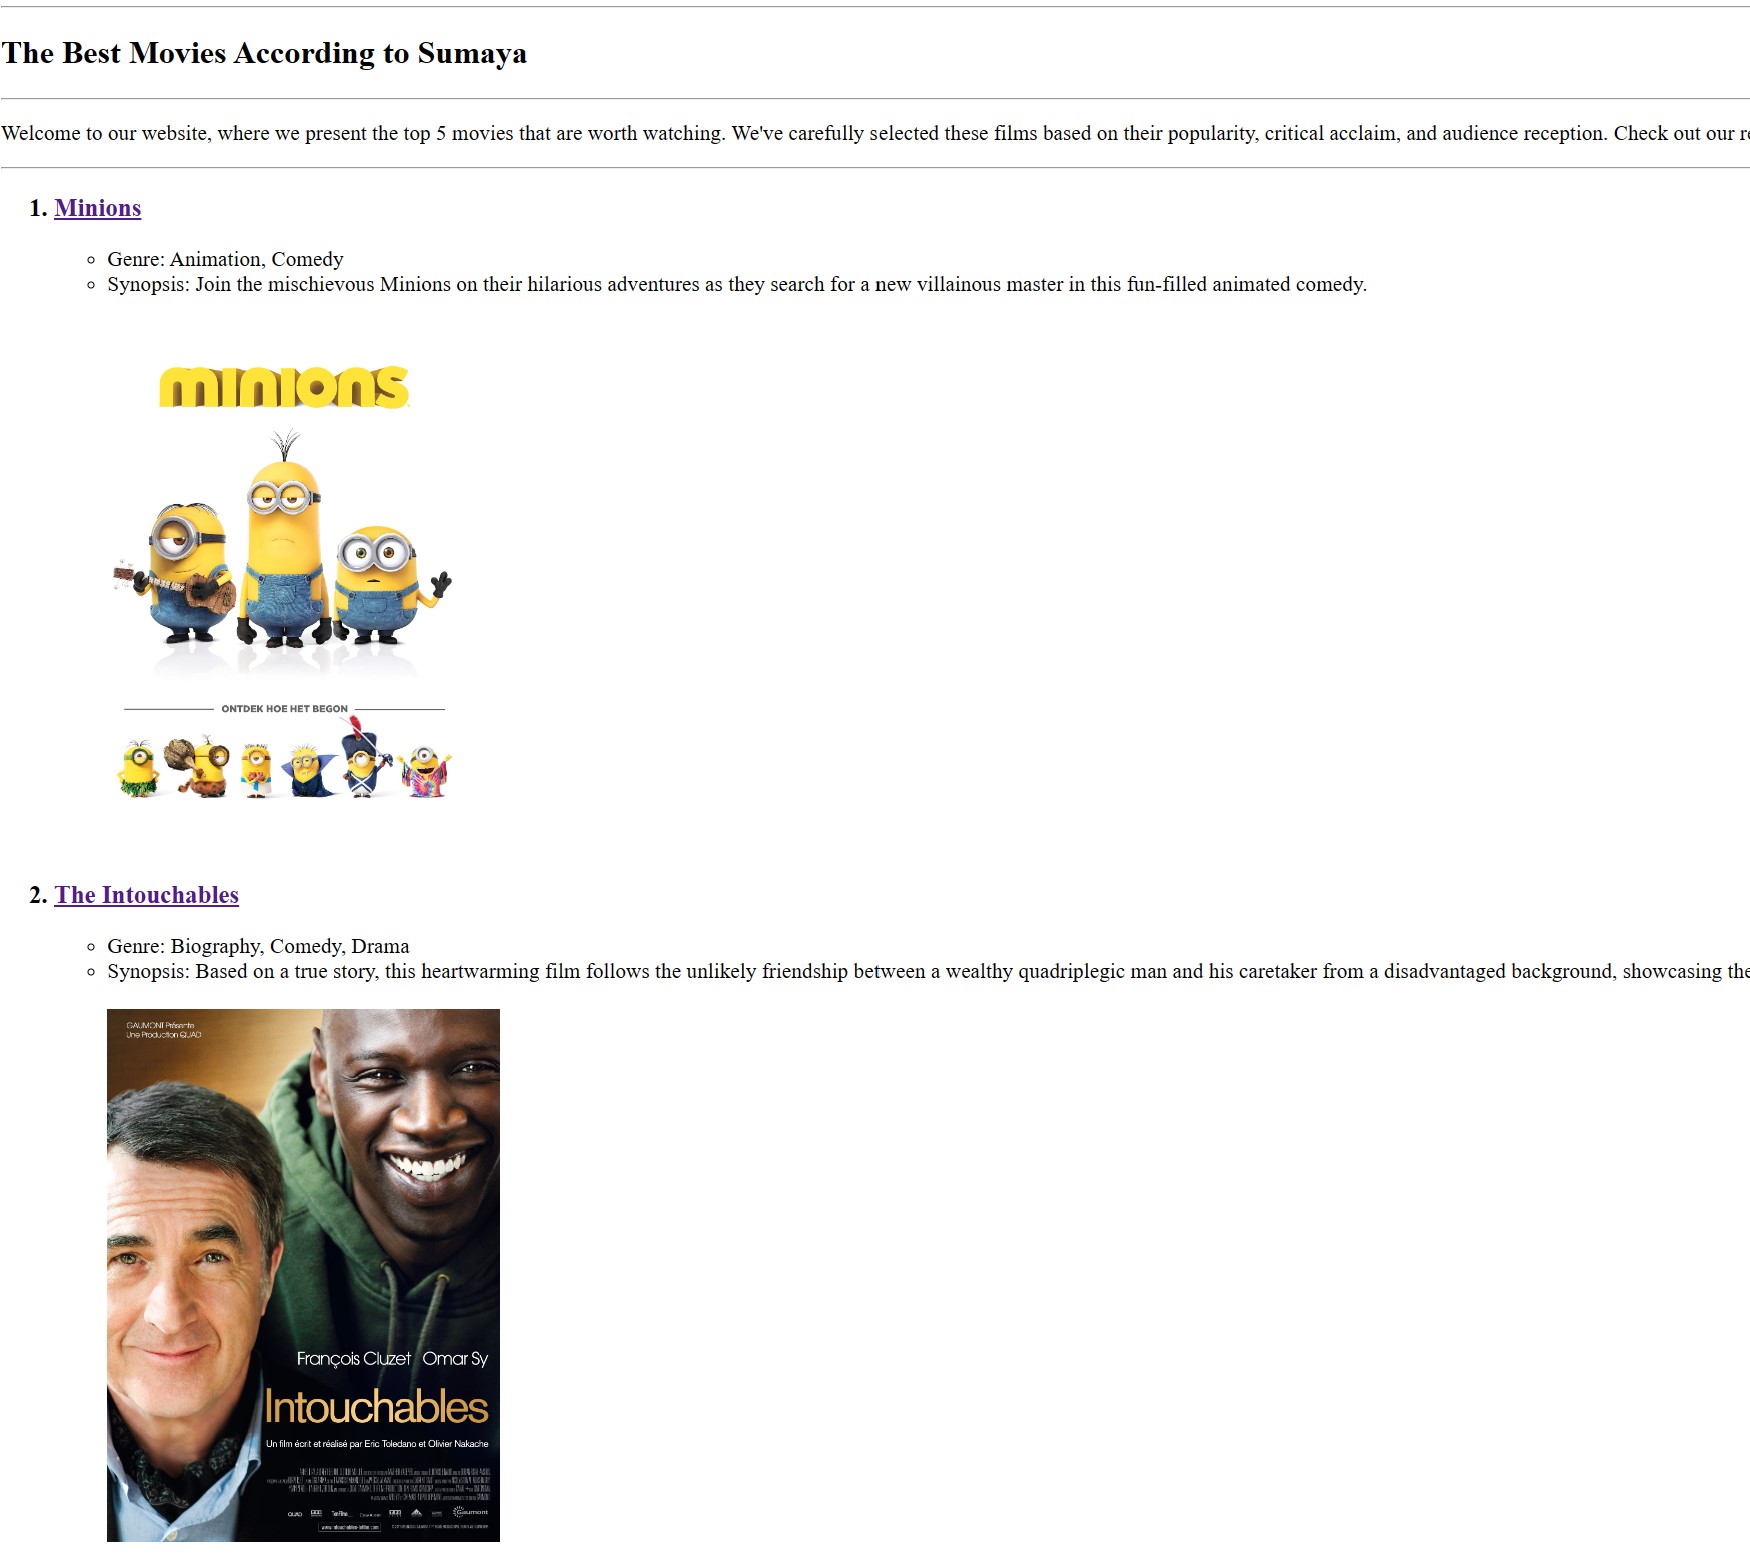 The Best Movies According to Sumaya
Welcome to our website, where we present the top 5 movies that are worth watching. We've carefully selected these films based on their popularity, critical acclaim, and audience reception. Check out our
1. Minions
Genre: Animation, Comedy
Synopsis: Join the mischievous Minions on their hilarious adventures as they search for a new villainous master in this fun-filled animated comedy.
minions
ONTDEK HOE HET BEGON
2. The Intouchables
Genre: Biography, Comedy, Drama
Synopsis: Based on a true story, this heartwarming film follows the unlikely friendship between a wealthy quadriplegic man and his caretaker from a disadvantaged background, showcasing the
GAUMONT Présente
Une Production QUAD
François Cluzet Omar Sy
Intouchables
Un film écrit et réalisé par Eric Toledano et Olivier Nakache
QUAD
Gaumont